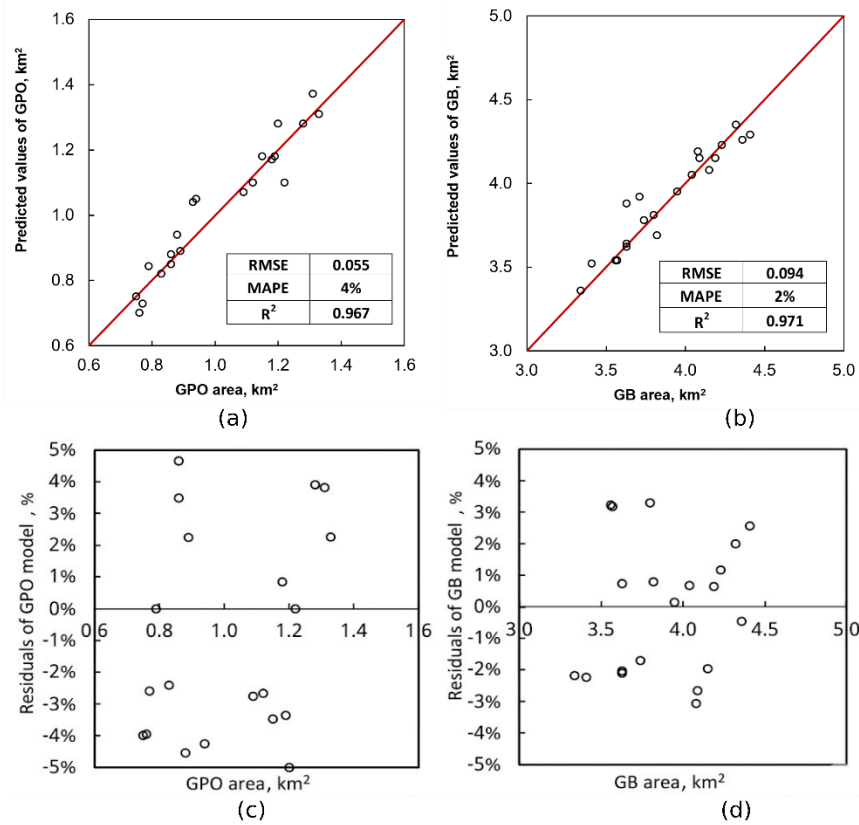 Predicted values of GPO, km²
1.6
1.4
1.2
1.0
0.8
0.6
RMSE 0.055
MAPE 4%
R² 0.967
0.6 0.8 1.0 1.2 1.4 1.6
GPO area, km²
(a)
Predictedd values of GB, km²
5.0
4.5
4.0
3.5
3.0
RMSE 0.094
MAPE 2%
R² 0.971
3.0 3.5 4.0 4.5 5.0
GB area, km²
(b)
Residuals of GPO model , %
5%
4%
3%
2%
1%
0%
0.6 0.8 1.0 1.2 1.4 1.6
-1%
-2%
-3%
-4%
-5%
GPO area, km²
(c)
Residuals of GB model , %
5%
4%
3%
2%
1%
0%
3.0 3.5 4.0 4.5 5.0
-1%
-2%
-3%
-4%
-5%
GB area, km²
(d)